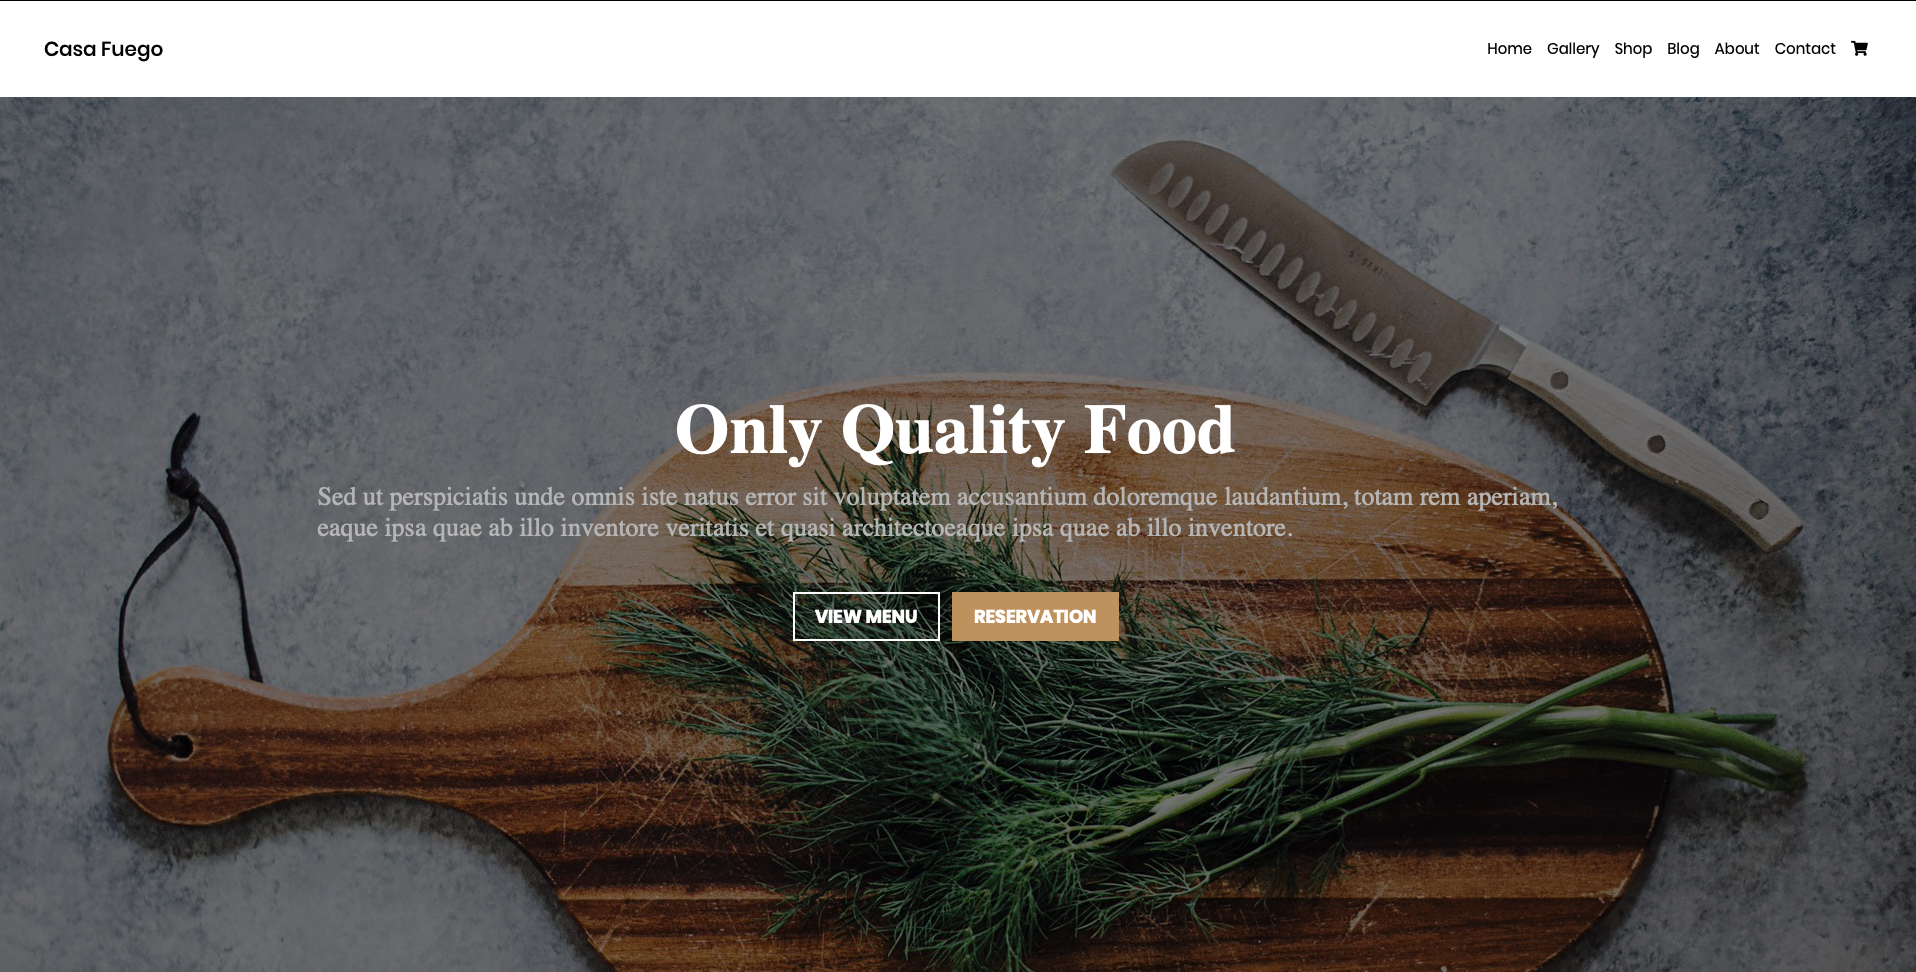 Casa Fuego
Home Gallery Shop Blog About Contact
Only Quality Food
Sed ut perspiciatis unde omnis iste natus error sit voluptatem accusantium doloremque laudantium, totam rem aperiam,
eaque ipsa quae ab illo inventore veritatis et quasi architectoeaque ipsa quae ab illo inventore.
VIEW MENU RESERVATION